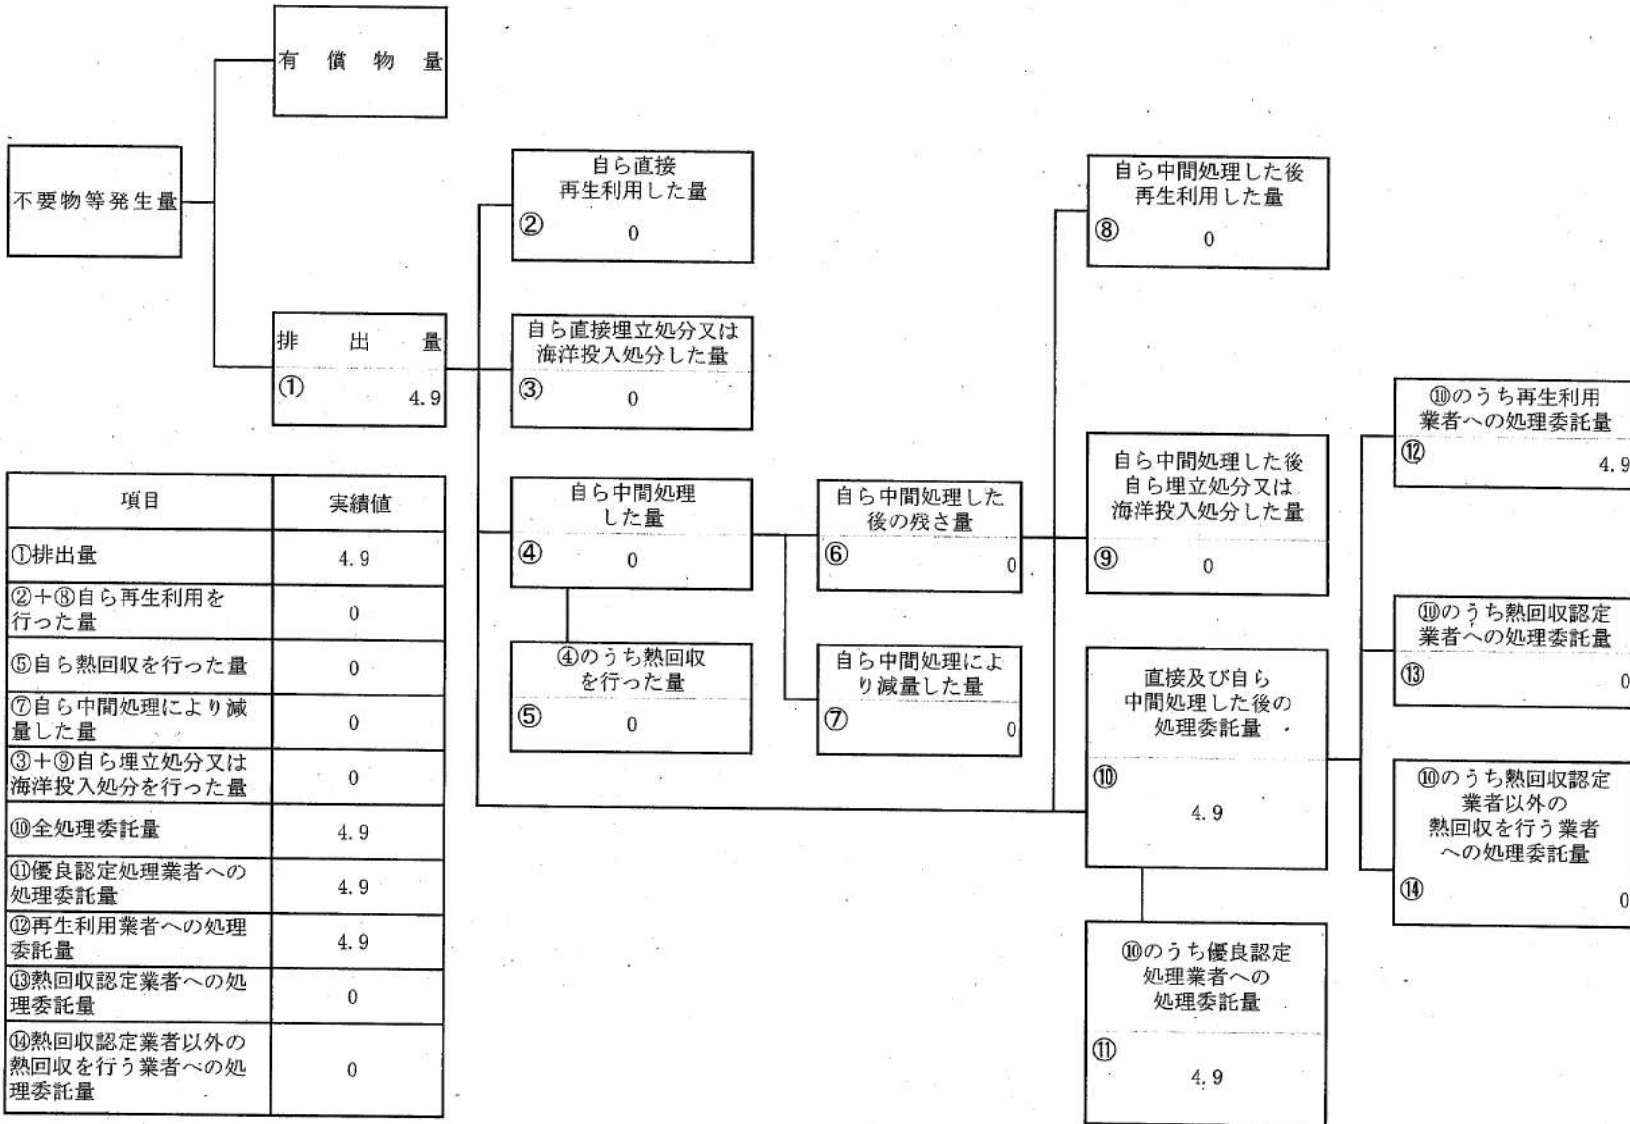 有償物量
不要物等発生量
排出量
①
4.9
自ら直接
再生利用した量
②
0
自ら直接埋立処分又は
海洋投入処分した量
③
0
自ら中間処理
した量
④
0
④のうち熱回収
を行った量
⑤
0
自ら中間処理した
後の残さ量
⑥
0
自ら中間処理によ
り減量した量
⑦
0
自ら中間処理した後
再生利用した量
⑧
0
自ら中間処理した後
自ら埋立処分又は
海洋投入処分した量
⑨
0
直接及び自ら
中間処理した後の
処理委託量
⑩
4.9
⑩のうち優良認定
処理業者への
処理委託量
⑪
4.9
⑩のうち再生利用
業者への処理委託量
⑫
4.9
⑩のうち熱回収認定
業者への処理委託量
⑬
0
⑩のうち熱回収認定
業者以外の
熱回収を行う業者
への処理委託量
⑭
0
項目 実績値
①排出量 4.9
②+⑧自ら再生利用を
行った量 0
⑤自ら熱回収を行った量 0
⑦自ら中間処理により減
量した量 0
③+⑨自ら埋立処分又は
海洋投入処分を行った量 0
⑩全処理委託量 4.9
⑪優良認定処理業者への
処理委託量 4.9
⑫再生利用業者への処理
委託量 4.9
⑬熱回収認定業者への処
理委託量 0
⑭熱回収認定業者以外の
熱回収を行う業者への処
理委託量 0